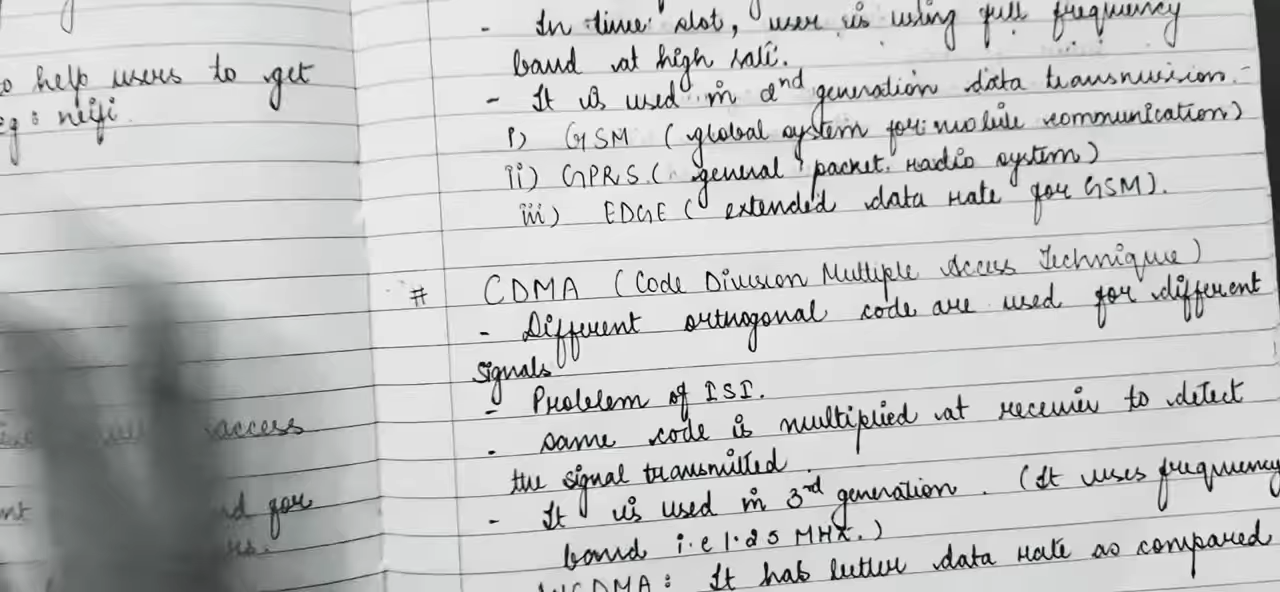 to help users to get
eg: 
access
for
- In time slot, user is using full frequency
band at high rate.
- It is used in 2nd generation data transmission -
i) GSM (global system for mobile communication)
ii) GPRS (general packet radio system)
iii) EDGE (extended data rate for GSM).
# CDMA (Code Division Multiple Access Technique)
- Different orthogonal code are used for different
signals
- Problem of ISI.
- same code is multiplied at receiver to detect
the signal transmitted.
- It is used in 3rd generation. (It uses frequency
band i.e 1.25 MHz.)
WCDMA: It has better data rate as compared